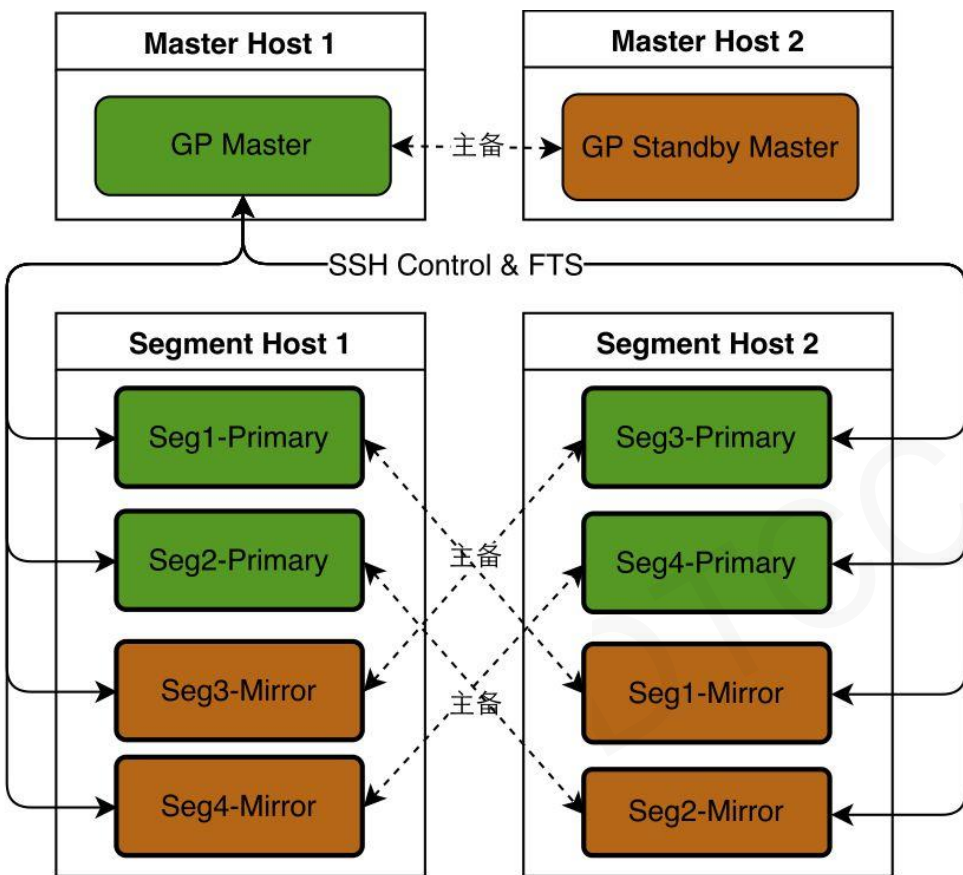 Master Host 1
Master Host 2
GP Master
主备
GP Standby Master
SSH Control & FTS
Segment Host 1
Segment Host 2
Seg1-Primary
Seg3-Primary
Seg2-Primary
主备
Seg4-Primary
Seg3-Mirror
主备
Seg1-Mirror
Seg4-Mirror
Seg2-Mirror
DTCC